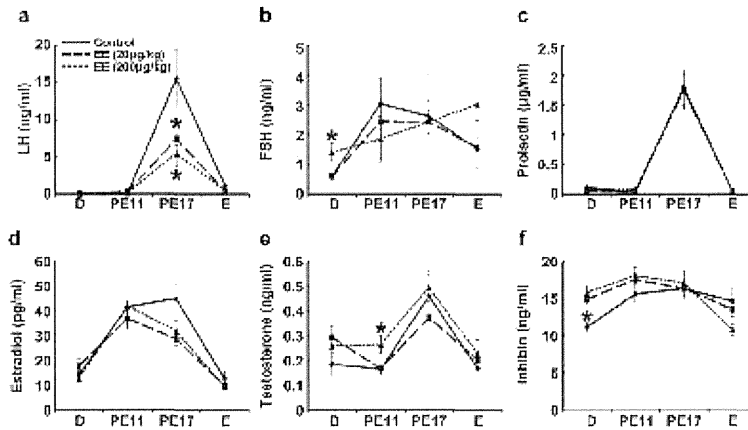 a
b
c
Control
EE (20µg/kg)
EE (200µg/kg)
LH (ng/ml)
20
15
10
5
0
D PE11 PE17 E
FSH (ng/ml)
5
4
3
2
1
0
D PE11 PE17 E
Prolactin (µg/ml)
2.5
2
1.5
1
0.5
0
D PE11 PE17 E
d
e
f
Estradiol (pg/ml)
60
50
40
30
20
10
0
D PE11 PE17 E
Testosterone (ng/ml)
0.6
0.5
0.4
0.3
0.2
0.1
0
D PE11 PE17 E
Inhibin (ng/ml)
20
15
10
5
0
D PE11 PE17 E